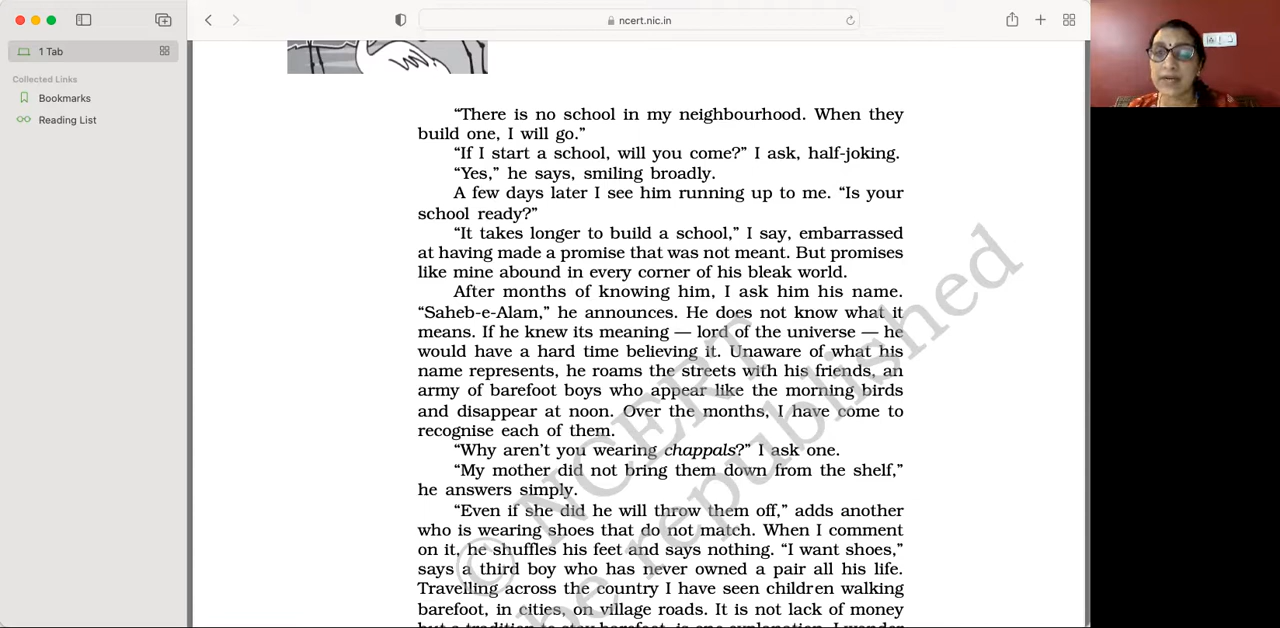 ncert.nic.in
1 Tab
Collected Links
Bookmarks
Reading List
“There is no school in my neighbourhood. When they
build one, I will go.”
“If I start a school, will you come?” I ask, half-joking.
“Yes,” he says, smiling broadly.
A few days later I see him running up to me. “Is your
school ready?”
“It takes longer to build a school,” I say, embarrassed
at having made a promise that was not meant. But promises
like mine abound in every corner of his bleak world.
After months of knowing him, I ask him his name.
“Saheb-e-Alam,” he announces. He does not know what it
means. If he knew its meaning — lord of the universe — he
would have a hard time believing it. Unaware of what his
name represents, he roams the streets with his friends, an
army of barefoot boys who appear like the morning birds
and disappear at noon. Over the months, I have come to
recognise each of them.
“Why aren’t you wearing chappals?” I ask one.
“My mother did not bring them down from the shelf,”
he answers simply.
“Even if she did he will throw them off,” adds another
who is wearing shoes that do not match. When I comment
on it, he shuffles his feet and says nothing. “I want shoes,”
says a third boy who has never owned a pair all his life.
Travelling across the country I have seen children walking
barefoot, in cities, on village roads. It is not lack of money
but a tradition to stay barefoot, is one explanation. I wonder
© NCERT
be republished